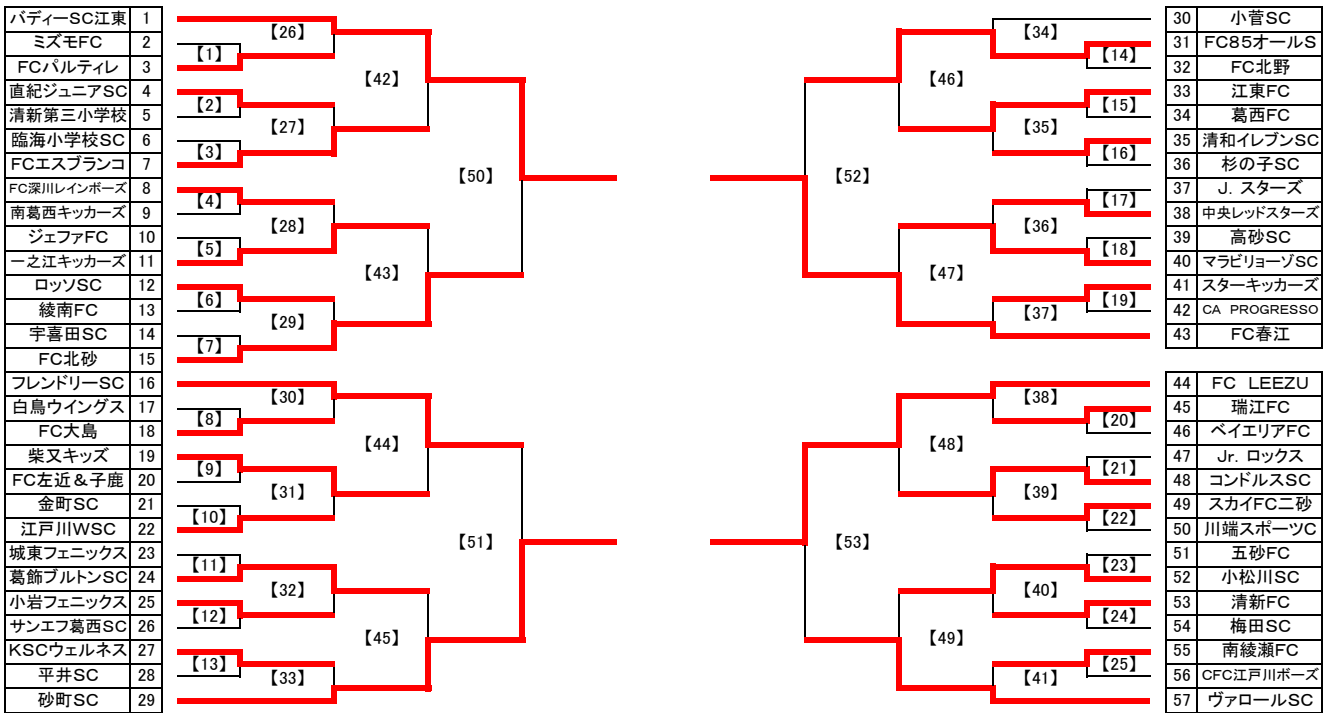 バディーSC江東 1
ミズモFC 2
FCパルティレ 3
直紀ジュニアSC 4
清新第三小学校 5
臨海小学校SC 6
FCエスブランコ 7
FC深川レインボーズ 8
南葛西キッカーズ 9
ジェファFC 10
一之江キッカーズ 11
ロッソSC 12
綾南FC 13
宇喜田SC 14
FC北砂 15
フレンドリーSC 16
白鳥ウイングス 17
FC大島 18
柴又キッズ 19
FC左近&子鹿 20
金町SC 21
江戸川WSC 22
城東フェニックス 23
葛飾ブルトンSC 24
小岩フェニックス 25
サンエフ葛西SC 26
KSCウェルネス 27
平井SC 28
砂町SC 29
【1】
【2】
【3】
【4】
【5】
【6】
【7】
【8】
【9】
【10】
【11】
【12】
【13】
【26】
【27】
【28】
【29】
【30】
【31】
【32】
【33】
【42】
【43】
【44】
【45】
【50】
【51】
【52】
【53】
【46】
【47】
【48】
【49】
【34】
【35】
【36】
【37】
【38】
【39】
【40】
【41】
【14】
【15】
【16】
【17】
【18】
【19】
【20】
【21】
【22】
【23】
【24】
【25】
30 小菅SC
31 FC85オールS
32 FC北野
33 江東FC
34 葛西FC
35 清和イレブンSC
36 杉の子SC
37 J. スターズ
38 中央レッドスターズ
39 高砂SC
40 マラビリョーゾSC
41 スターキッカーズ
42 CA PROGRESSO
43 FC春江
44 FC LEEZU
45 瑞江FC
46 ベイエリアFC
47 Jr. ロックス
48 コンドルスSC
49 スカイFC二砂
50 川端スポーツC
51 五砂FC
52 小松川SC
53 清新FC
54 梅田SC
55 南綾瀬FC
56 CFC江戸川ボーズ
57 ヴァロールSC